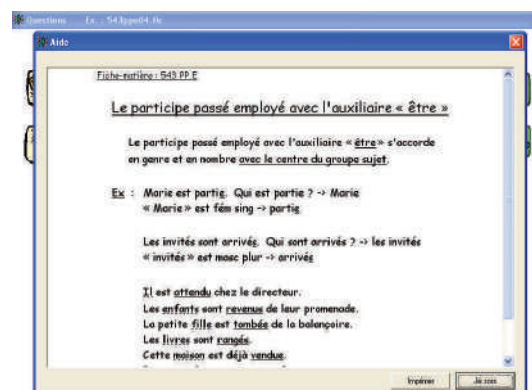 Questions Ex. : 543ppe04.llc
Aide
Fiche-matière : 543 PP E
Le participe passé employé avec l'auxiliaire « être »
Le participe passé employé avec l'auxiliaire « être » s'accorde
en genre et en nombre avec le centre du groupe sujet.
Ex : Marie est partie. Qui est partie ? -> Marie
« Marie » est fém sing -> partie
Les invités sont arrivés. Qui sont arrivés ? -> les invités
« invités » est masc plur -> arrivés
Il est attendu chez le directeur.
Les enfants sont revenus de leur promenade.
La petite fille est tombée de la balançoire.
Les livres sont rangés.
Cette maison est déjà vendue.
Imprimer